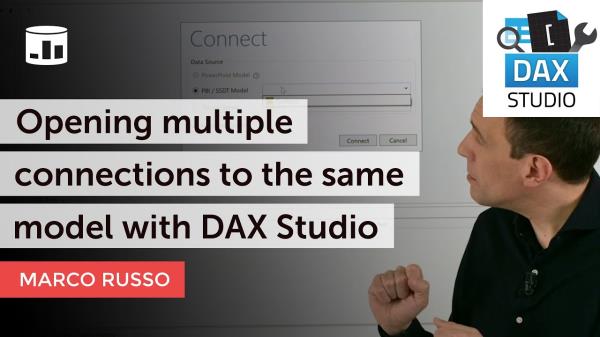 Connect
Data Source
PowerPivot Model
PBI / SSDT Model
Connect
Cancel
DAX
STUDIO
Opening multiple
connections to the same
model with DAX Studio
MARCO RUSSO